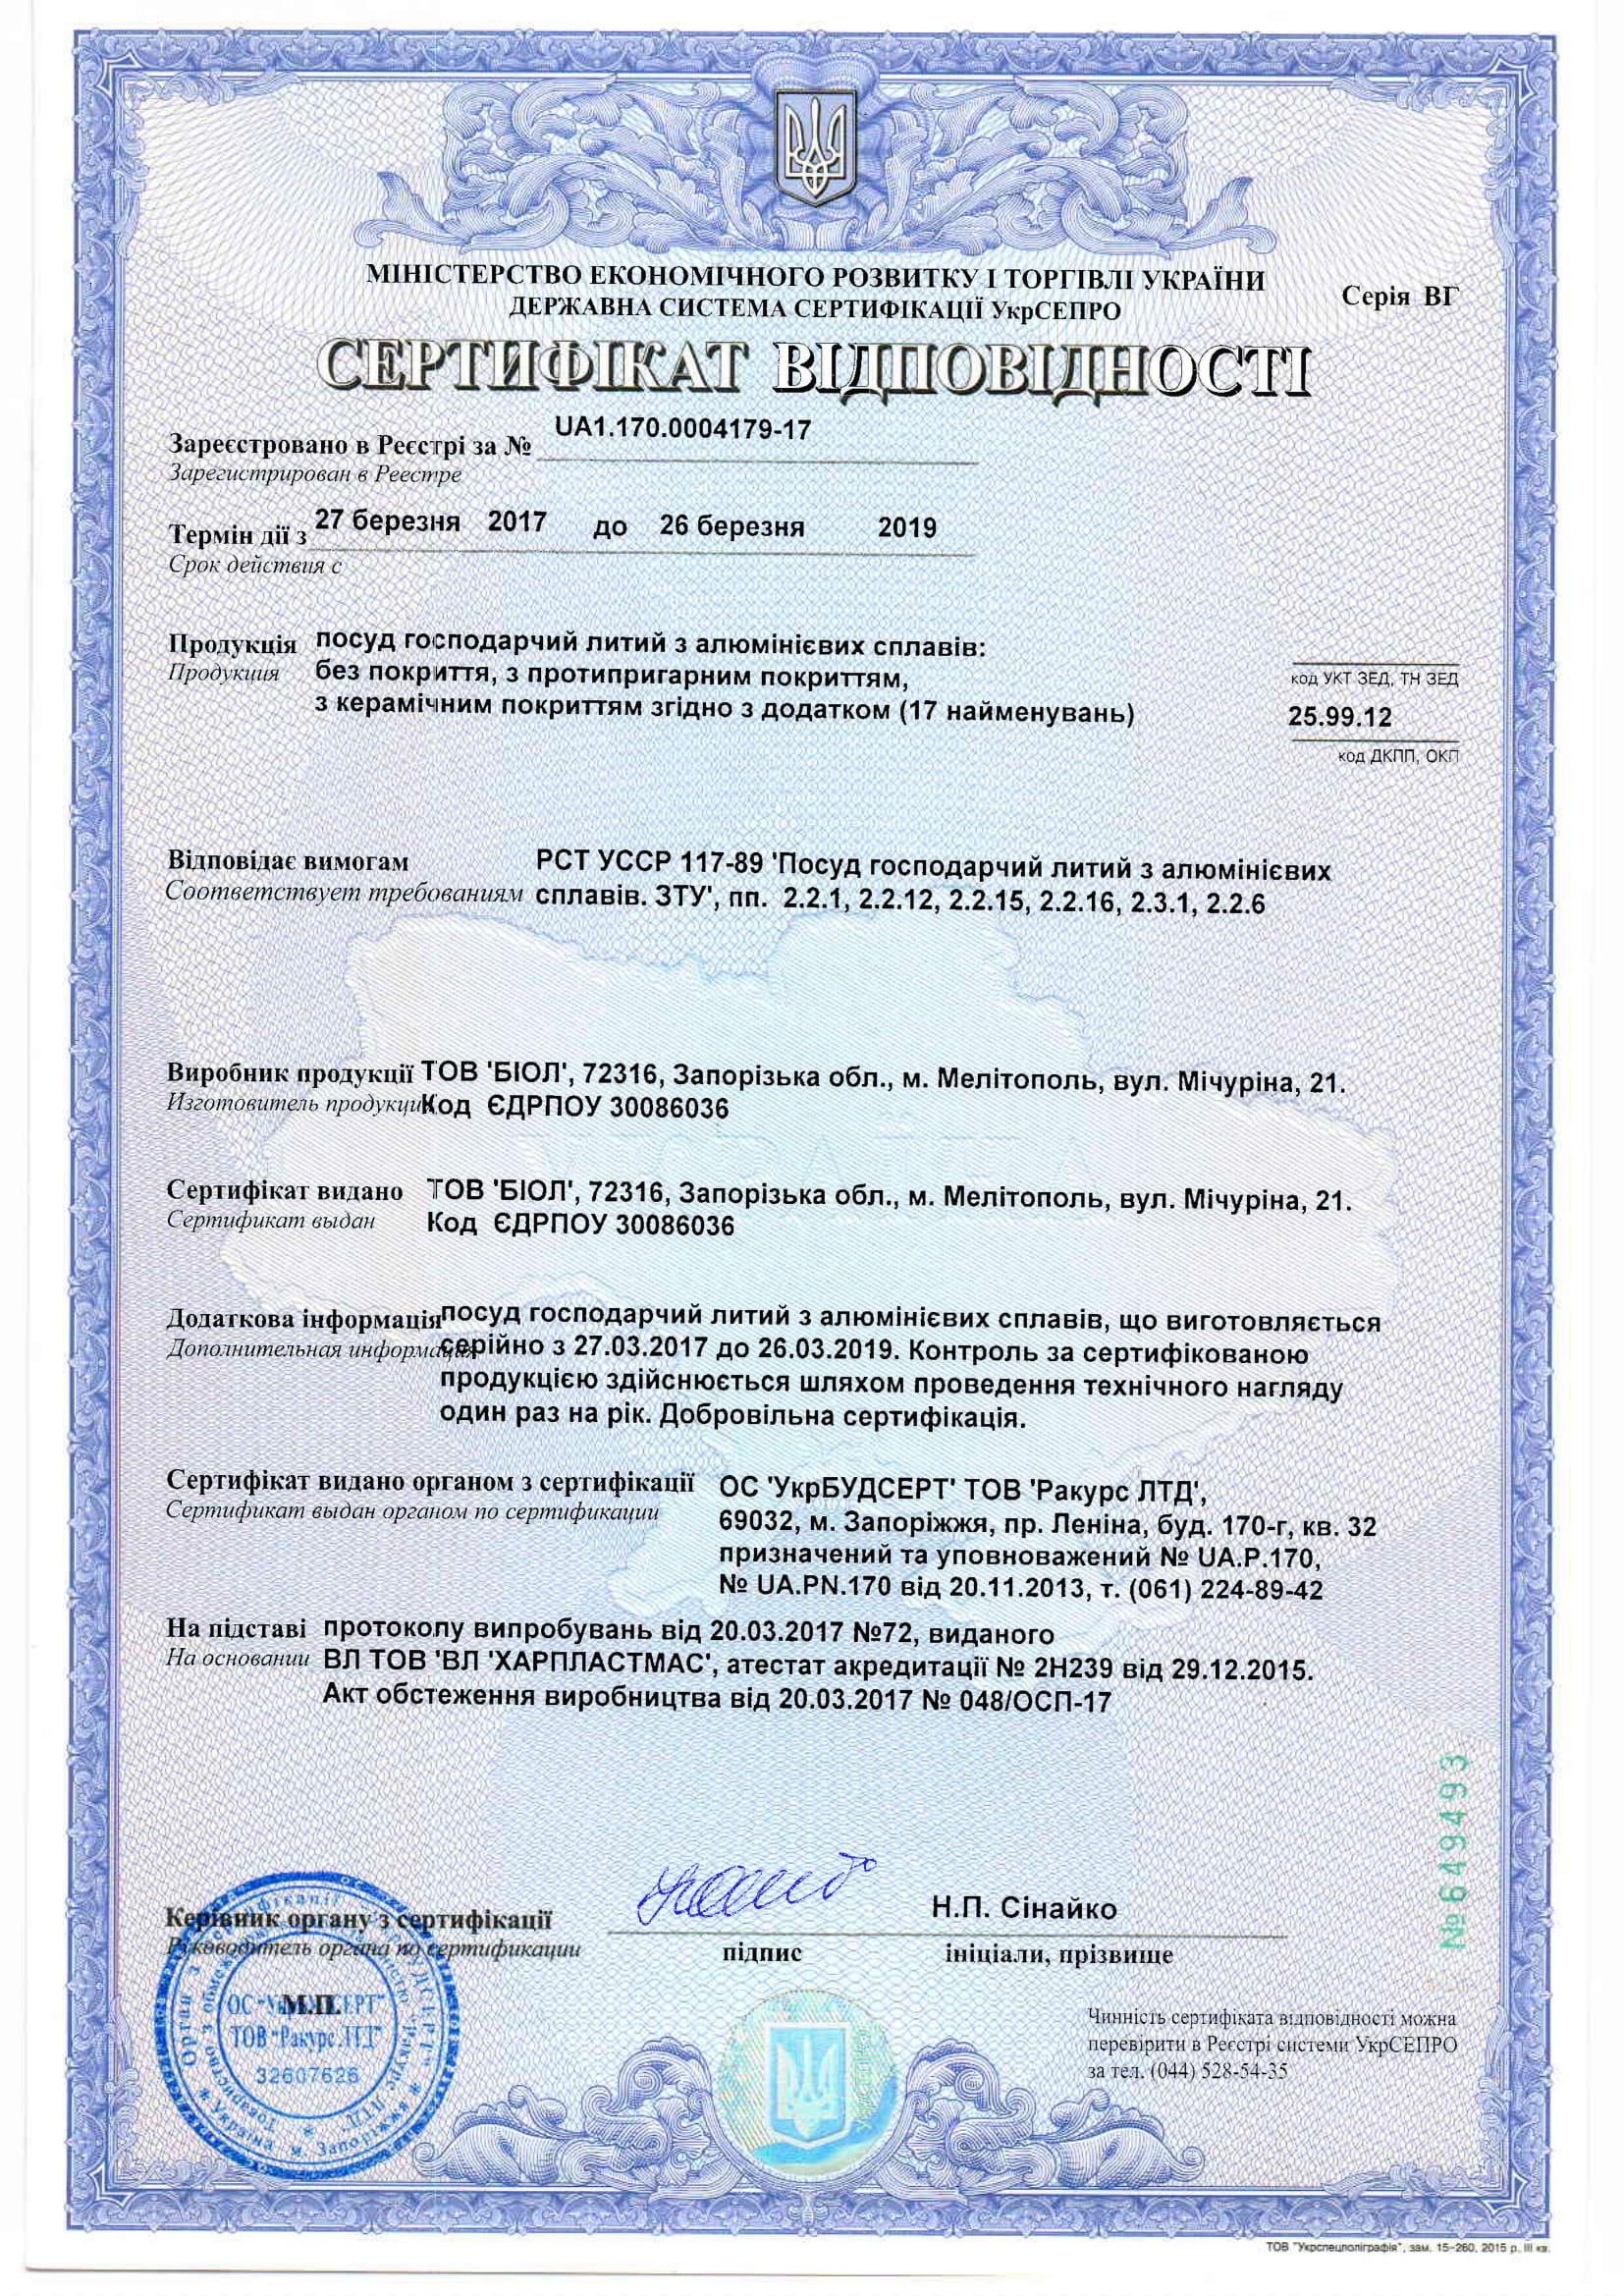 МІНІСТЕРСТВО ЕКОНОМІЧНОГО РОЗВИТКУ І ТОРГІВЛІ УКРАЇНИ
ДЕРЖАВНА СИСТЕМА СЕРТИФІКАЦІЇ УкрСЕПРО
Серія ВГ
СЕРТИФІКАТ ВІДПОВІДНОСТІ
Зареєстровано в Реєстрі за № UA1.170.0004179-17
Зарегистрирован в Реестре
Термін дії з 27 березня 2017 до 26 березня 2019
Срок действия с
Продукція посуд господарчий литий з алюмінієвих сплавів:
Продукция без покриття, з протипригарним покриттям,
з керамічним покриттям згідно з додатком (17 найменувань)
код УКТ ЗЕД, ТН ЗЕД
25.99.12
код ДКПП, ОКП
Відповідає вимогам РСТ УССР 117-89 'Посуд господарчий литий з алюмінієвих
Соответствует требованиям сплавів. ЗТУ', пп. 2.2.1, 2.2.12, 2.2.15, 2.2.16, 2.3.1, 2.2.6
УКРАЇНА
Виробник продукції ТОВ 'БІОЛ', 72316, Запорізька обл., м. Мелітополь, вул. Мічуріна, 21.
Изготовитель продукции Код ЄДРПОУ 30086036
Сертифікат видано ТОВ 'БІОЛ', 72316, Запорізька обл., м. Мелітополь, вул. Мічуріна, 21.
Сертификат выдан Код ЄДРПОУ 30086036
Додаткова інформація посуд господарчий литий з алюмінієвих сплавів, що виготовляється
Дополнительная информация серійно з 27.03.2017 до 26.03.2019. Контроль за сертифікованою
продукцією здійснюється шляхом проведення технічного нагляду
один раз на рік. Добровільна сертифікація.
Сертифікат видано органом з сертифікації ОС 'УкрБУДСЕРТ' ТОВ 'Ракурс ЛТД',
Сертификат выдан органом по сертификации 69032, м. Запоріжжя, пр. Леніна, буд. 170-г, кв. 32
призначений та уповноважений № UA.P.170,
№ UA.PN.170 від 20.11.2013, т. (061) 224-89-42
На підставі протоколу випробувань від 20.03.2017 №72, виданого
На основании ВЛ ТОВ 'ВЛ 'ХАРПЛАСТМАС', атестат акредитації № 2Н239 від 29.12.2015.
Акт обстеження виробництва від 20.03.2017 № 048/ОСП-17
№649493
Керівник органу з сертифікації Н.П. Сінайко
Руководитель органа по сертификации підпис ініціали, прізвище
М.П.
ОС "УкрБУДСЕРТ"
ТОВ "Ракурс ЛТД"
32607626
Україна м. Запоріжжя
Чинність сертифіката відповідності можна
перевірити в Реєстрі системи УкрСЕПРО
за тел. (044) 528-54-35
ТОВ "Укрспецполіграфія", зам. 15-260, 2015 р. III кв.